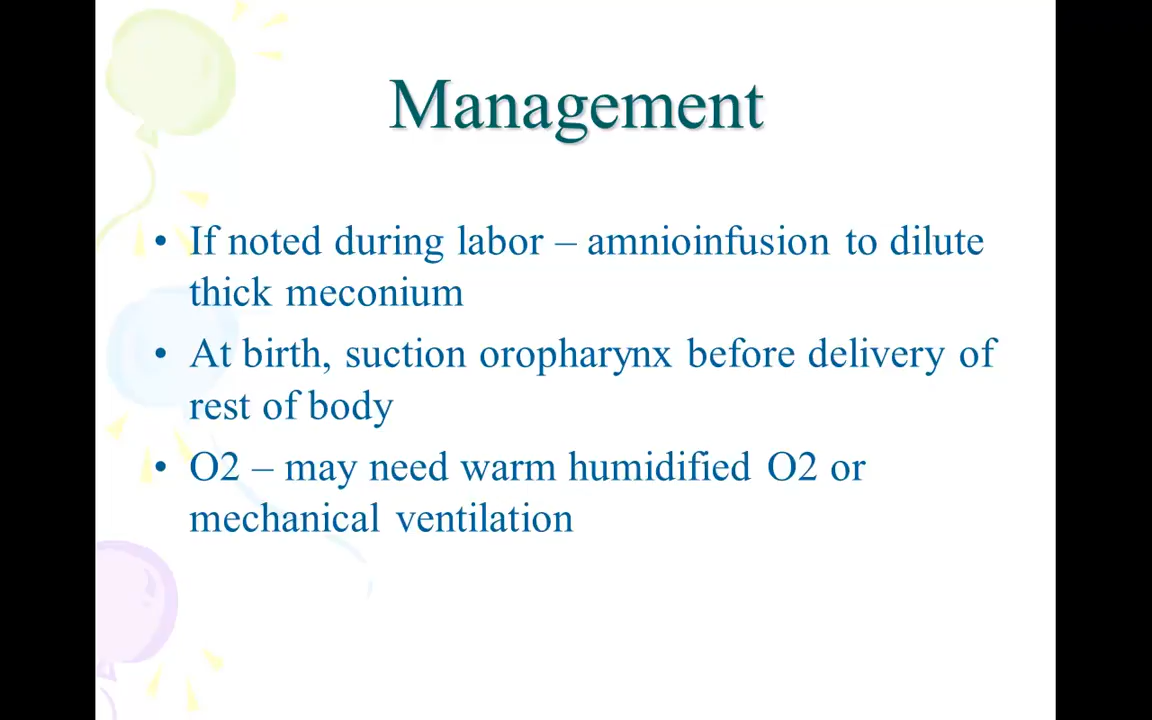 Management
• If noted during labor – amnioinfusion to dilute
thick meconium
• At birth, suction oropharynx before delivery of
rest of body
• O2 – may need warm humidified O2 or
mechanical ventilation